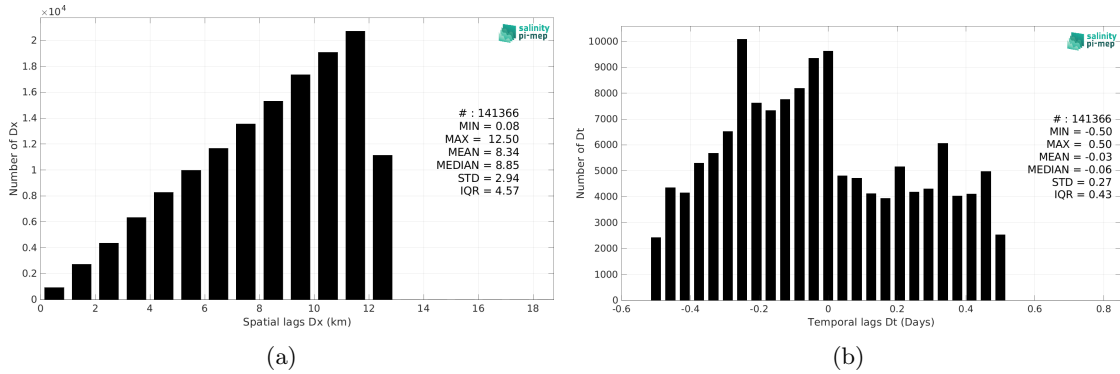 ×10⁴
2
1.8
1.6
1.4
1.2
1
0.8
0.6
0.4
0.2
0
Number of Dx
0 2 4 6 8 10 12 14 16 18
Spatial lags Dx (km)
salinity
pi-mep
# : 141366
MIN = 0.08
MAX = 12.50
MEAN = 8.34
MEDIAN = 8.85
STD = 2.94
IQR = 4.57
(a)
10000
9000
8000
7000
6000
5000
4000
3000
2000
1000
0
Number of Dt
-0.6 -0.4 -0.2 0 0.2 0.4 0.6 0.8
Temporal lags Dt (Days)
salinity
pi-mep
# : 141366
MIN = -0.50
MAX = 0.50
MEAN = -0.03
MEDIAN = -0.06
STD = 0.27
IQR = 0.43
(b)